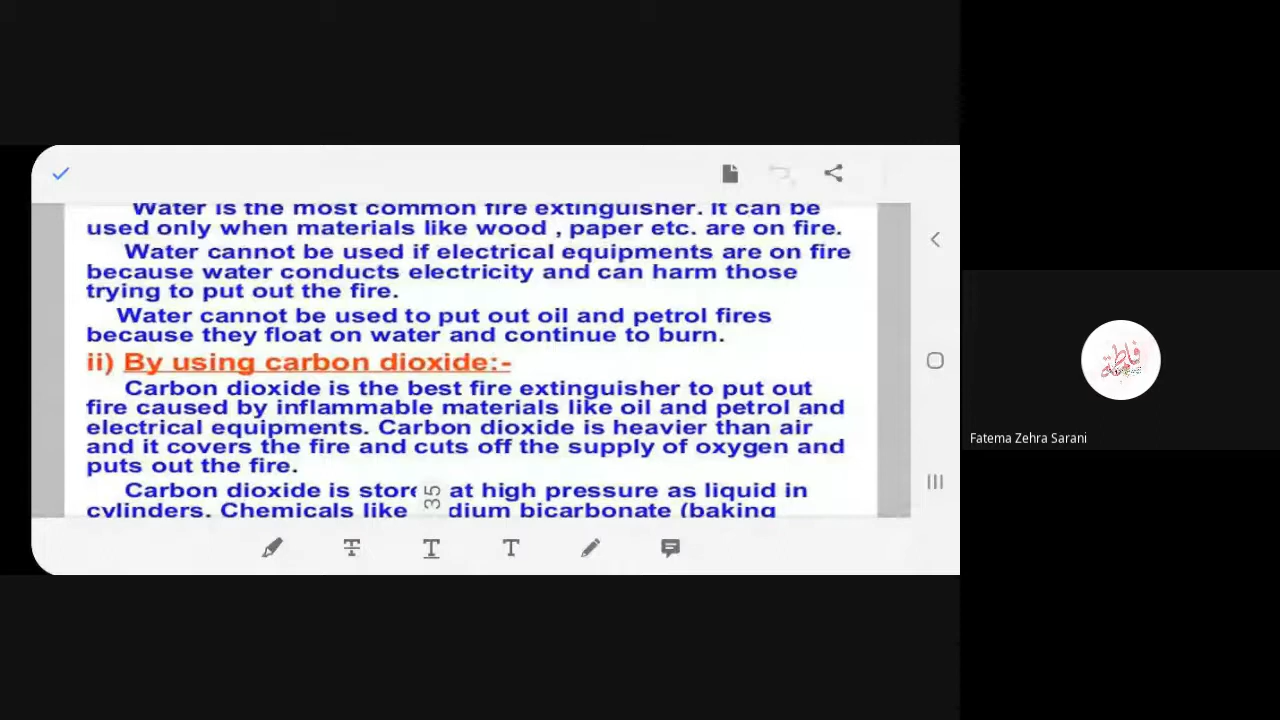 Water is the most common fire extinguisher. It can be
used only when materials like wood , paper etc. are on fire.
Water cannot be used if electrical equipments are on fire
because water conducts electricity and can harm those
trying to put out the fire.
Water cannot be used to put out oil and petrol fires
because they float on water and continue to burn.
ii) By using carbon dioxide:-
Carbon dioxide is the best fire extinguisher to put out
fire caused by inflammable materials like oil and petrol and
electrical equipments. Carbon dioxide is heavier than air
and it covers the fire and cuts off the supply of oxygen and
puts out the fire.
Carbon dioxide is at high pressure as liquid in
cylinders. Chemicals like bicarbonate (baking
35
Fatema Zehra Sarani
فاطمة